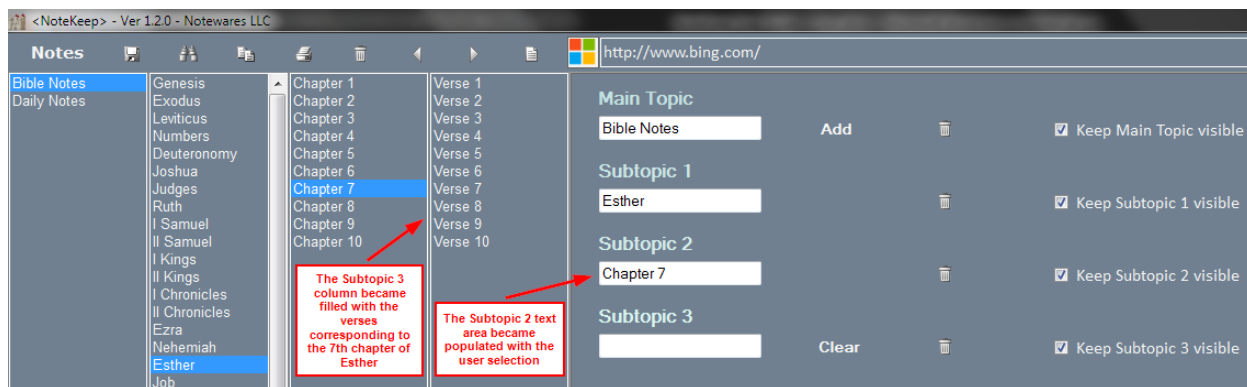 <NoteKeep> - Ver 1.2.0 - Notewares LLC
Notes
http://www.bing.com/
Bible Notes
Daily Notes
Genesis
Exodus
Leviticus
Numbers
Deuteronomy
Joshua
Judges
Ruth
I Samuel
II Samuel
I Kings
II Kings
I Chronicles
II Chronicles
Ezra
Nehemiah
Esther
Job
Chapter 1
Chapter 2
Chapter 3
Chapter 4
Chapter 5
Chapter 6
Chapter 7
Chapter 8
Chapter 9
Chapter 10
The Subtopic 3
column became
filled with the
verses
corresponding to
the 7th chapter of
Esther
Verse 1
Verse 2
Verse 3
Verse 4
Verse 5
Verse 6
Verse 7
Verse 8
Verse 9
Verse 10
The Subtopic 2 text
area became
populated with the
user selection
Main Topic
Bible Notes
Add
Keep Main Topic visible
Subtopic 1
Esther
Keep Subtopic 1 visible
Subtopic 2
Chapter 7
Keep Subtopic 2 visible
Subtopic 3
Clear
Keep Subtopic 3 visible